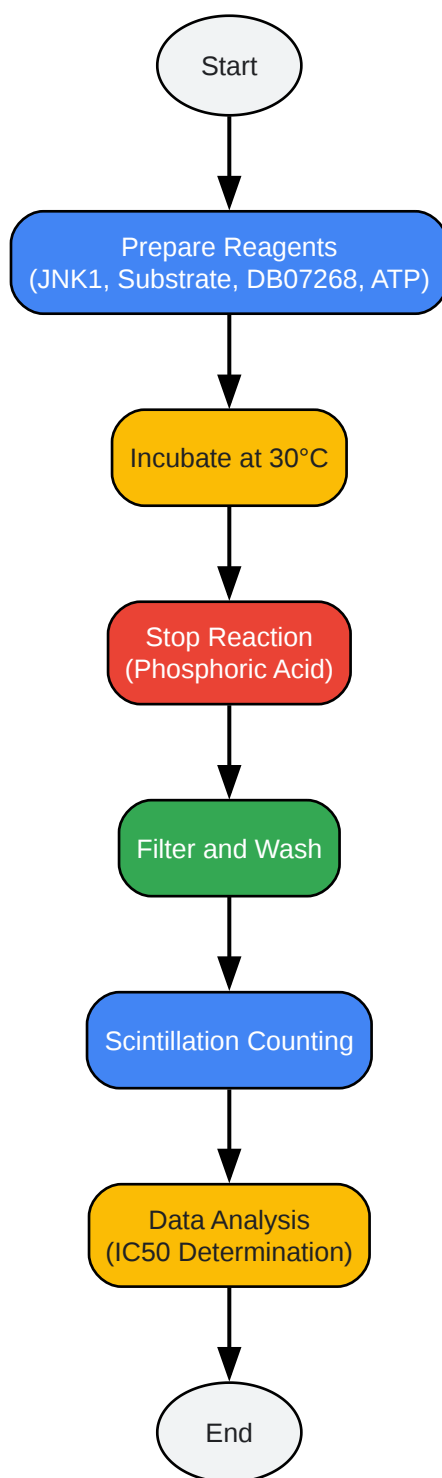 Start
Prepare Reagents
(JNK1, Substrate, DB07268, ATP)
Incubate at 30°C
Stop Reaction
(Phosphoric Acid)
Filter and Wash
Scintillation Counting
Data Analysis
(IC50 Determination)
End